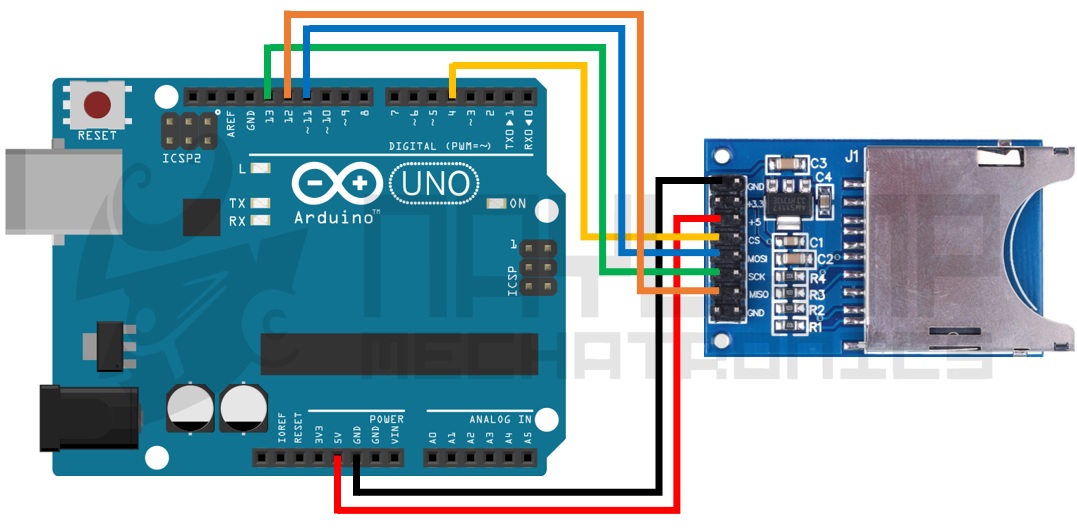 RESET
ICSP2
AREF
GND
13
12
~11
~10
~9
8
7
~6
~5
4
~3
2
TX0▶1
RX0◀0
DIGITAL (PWM=~)
L
TX
RX
UNO
Arduino™
ON
1
ICSP
IOREF
RESET
3V3
5V
GND
GND
VIN
POWER
ANALOG IN
A0
A1
A2
A3
A4
A5
J1
C3
C4
GND
+3.3
+5
CS
MOSI
SCK
MISO
GND
C1
C2
R4
R3
R2
R1
MECHATRONICS